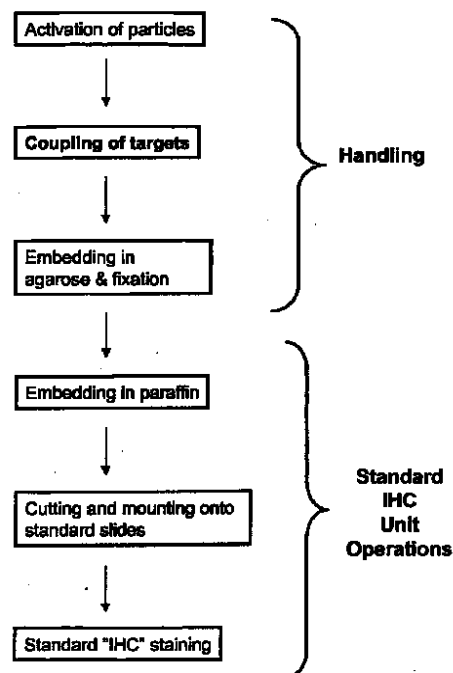 Activation of particles
Coupling of targets
Handling
Embedding in
agarose & fixation
Embedding in paraffin
Cutting and mounting onto
standard slides
Standard
IHC
Unit
Operations
Standard "IHC" staining